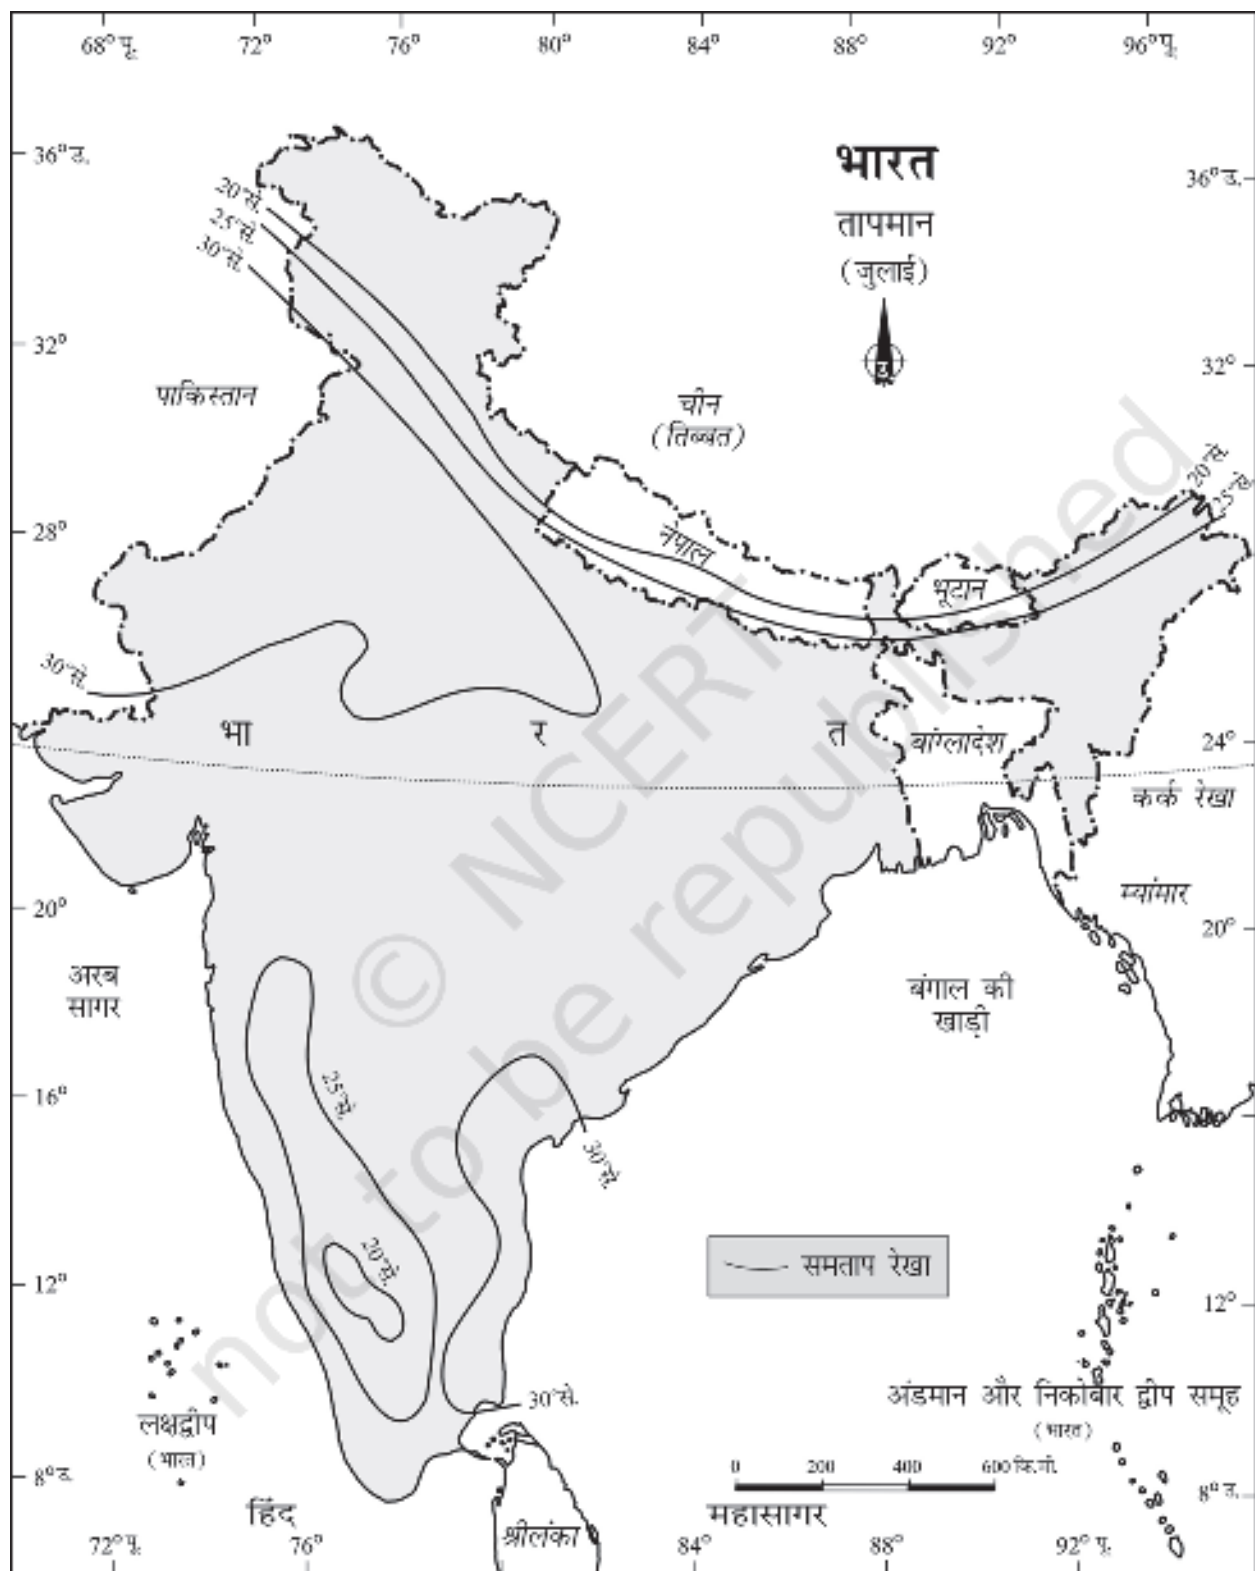 68° पू.
72°
76°
80°
84°
88°
92°
96° पू.
36° उ.
भारत
तापमान
(जुलाई)
36° उ.
20°से.
25°से.
30°से.
उ
32°
32°
पाकिस्तान
चीन
(तिब्बत)
20°से.
25°से.
28°
28°
नेपाल
भूटान
30°से.
भा र त
बांग्लादेश
24°
कर्क रेखा
म्यांमार
20°
20°
अरब
सागर
बंगाल की
खाड़ी
25°से.
16°
30°से.
20°से.
समताप रेखा
12°
12°
30°से.
अंडमान और निकोबार द्वीप समूह
(भारत)
लक्षद्वीप
(भारत)
0 200 400 600 कि.मी.
8° उ.
8° उ.
हिंद
महासागर
श्रीलंका
72° पू.
76°
84°
88°
92° पू.
© NCERT
not to be republished